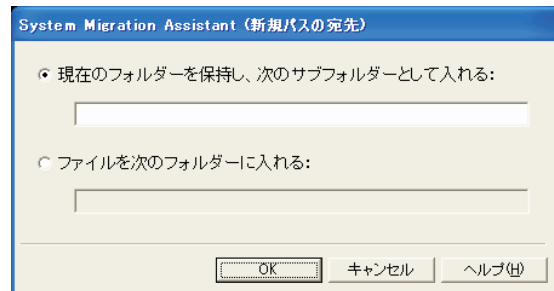 System Migration Assistant (新規パスの宛先)
現在のフォルダーを保持し、次のサブフォルダーとして入れる:
ファイルを次のフォルダーに入れる:
OK キャンセル ヘルプ(H)